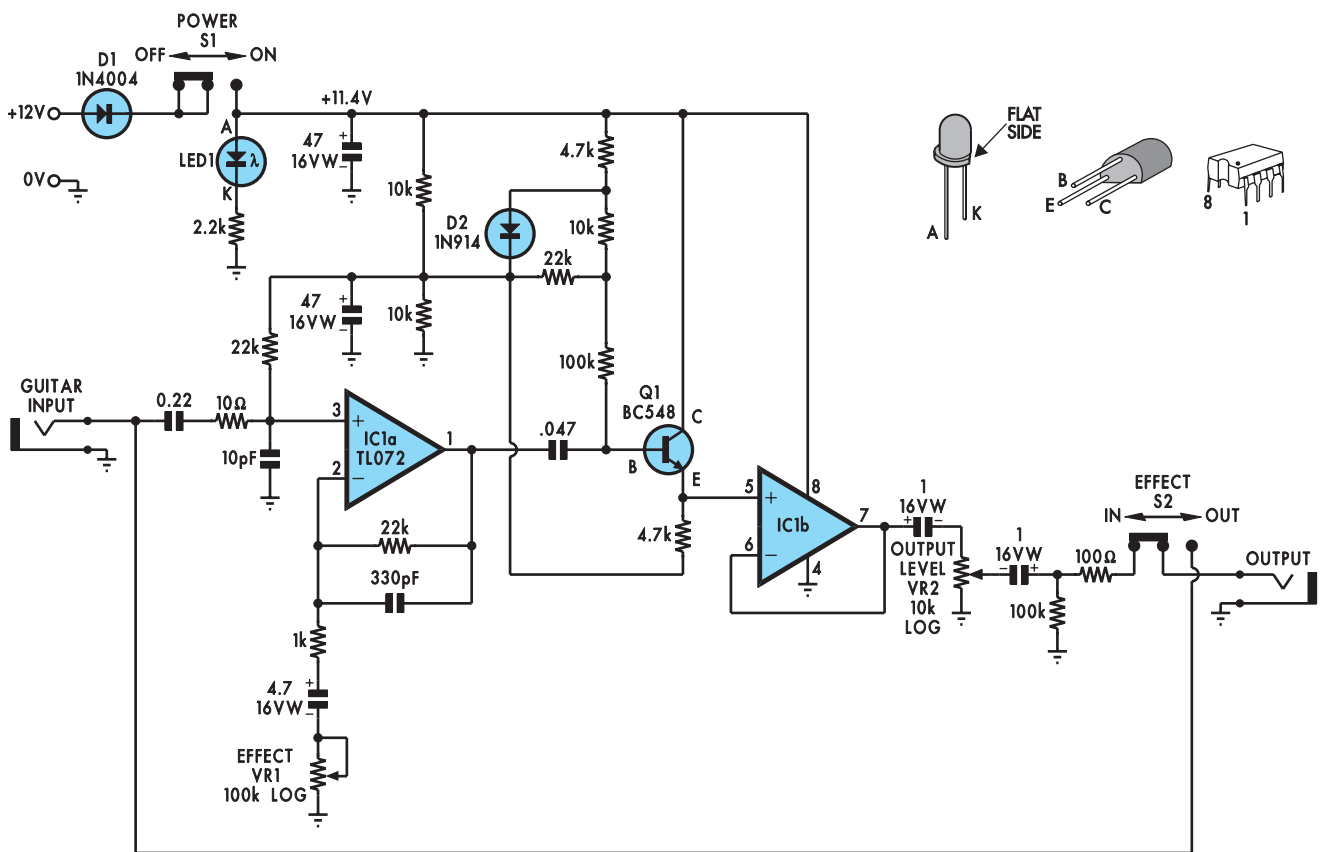 POWER
S1
OFF
ON
D1
1N4004
+12V
0V
+11.4V
A
LED1
λ
K
2.2k
47
16VW
+
−
10k
4.7k
D2
1N914
10k
22k
47
16VW
+
−
10k
22k
100k
FLAT
SIDE
A
K
B
E
C
8
1
GUITAR
INPUT
0.22
10Ω
10pF
3
+
IC1a
TL072
1
2
−
.047
Q1
BC548
C
B
E
22k
330pF
4.7k
5
+
8
IC1b
7
6
−
4
1
16VW
+
−
OUTPUT
LEVEL
VR2
10k
LOG
1
16VW
−
+
100Ω
100k
EFFECT
S2
IN
OUT
OUTPUT
1k
4.7
16VW
+
−
EFFECT
VR1
100k LOG